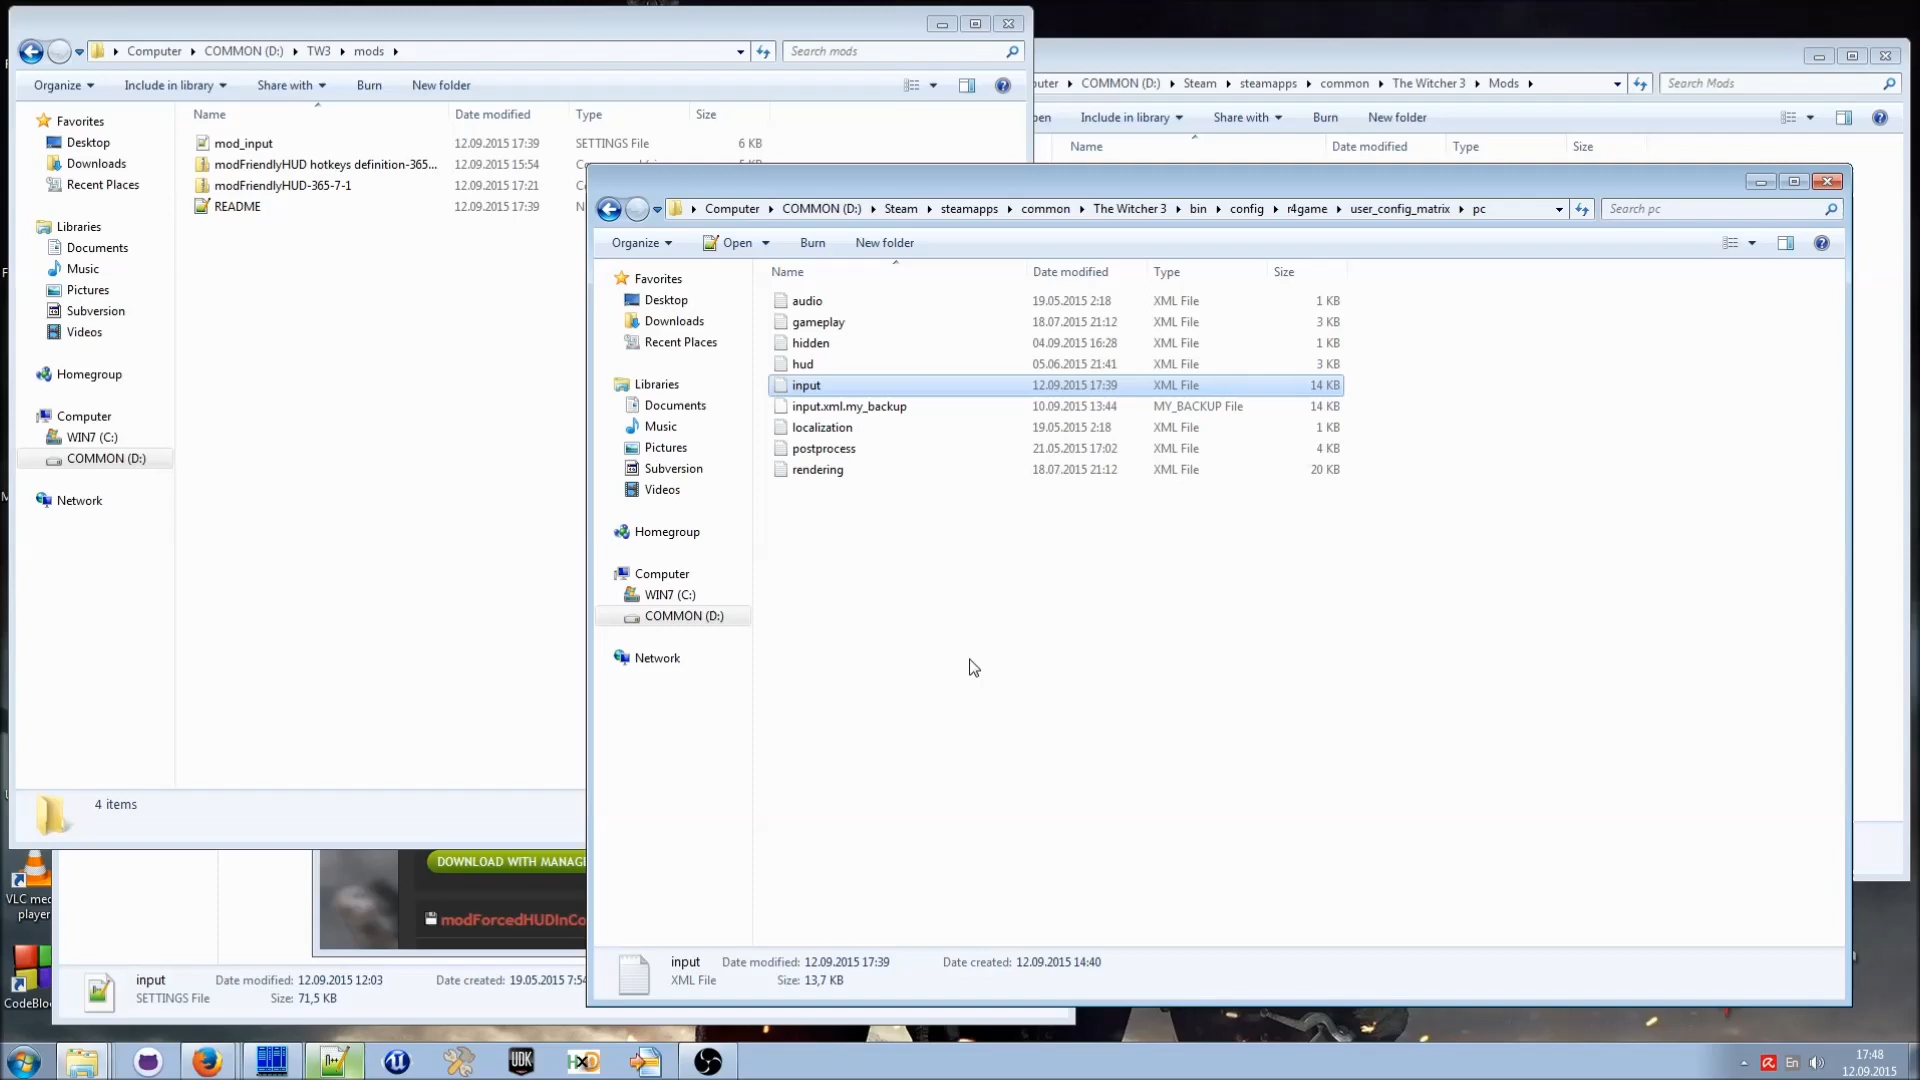 Computer COMMON (D:) TW3 mods
Search mods
Organize Include in library Share with Burn New folder
Name Date modified Type Size
mod_input 12.09.2015 17:39 SETTINGS File 6 KB
modFriendlyHUD hotkeys definition-365... 12.09.2015 15:54
modFriendlyHUD-365-7-1 12.09.2015 17:21
README 12.09.2015 17:39
Favorites
Desktop
Downloads
Recent Places
Libraries
Documents
Music
Pictures
Subversion
Videos
Homegroup
Computer
WIN7 (C:)
COMMON (D:)
Network
4 items
COMMON (D:) Steam steamapps common The Witcher 3 Mods
Search Mods
Include in library Share with Burn New folder
Name Date modified Type Size
Computer COMMON (D:) Steam steamapps common The Witcher 3 bin config r4game user_config_matrix pc
Search pc
Organize Open Burn New folder
Name Date modified Type Size
Favorites
Desktop
Downloads
Recent Places
Libraries
Documents
Music
Pictures
Subversion
Videos
Homegroup
Computer
WIN7 (C:)
COMMON (D:)
Network
audio 19.05.2015 2:18 XML File 1 KB
gameplay 18.07.2015 21:12 XML File 3 KB
hidden 04.09.2015 16:28 XML File 1 KB
hud 05.06.2015 21:41 XML File 3 KB
input 12.09.2015 17:39 XML File 14 KB
input.xml.my_backup 10.09.2015 13:44 MY_BACKUP File 14 KB
localization 19.05.2015 2:18 XML File 1 KB
postprocess 21.05.2015 17:02 XML File 4 KB
rendering 18.07.2015 21:12 XML File 20 KB
input Date modified: 12.09.2015 17:39 Date created: 12.09.2015 14:40
XML File Size: 13,7 KB
DOWNLOAD WITH MANAG
modForcedHUDInCo
input Date modified: 12.09.2015 12:03 Date created: 19.05.2015 7:54
SETTINGS File Size: 71,5 KB
VLC med
player
CodeBlo
UDK
HXD
En
17:48
12.09.2015